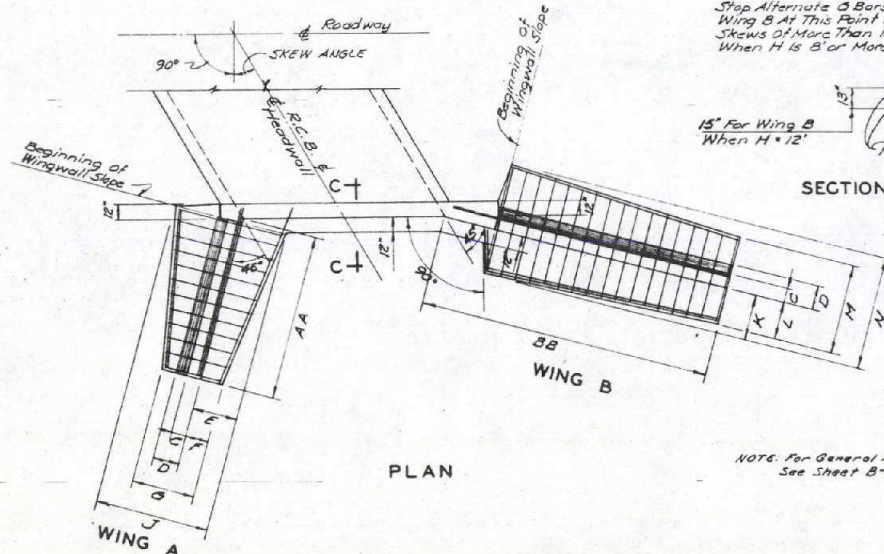 ℄ Roadway
SKEW ANGLE
90°
R.C.B. ℄
℄ Headwall
Beginning of
Wingwall Slope
12"
C
C
12"
45°
AA
E
F
G
D
Q
J
WING A
PLAN
Beginning of
Wingwall Slope
12"
15°
12"
90°
BB
WING B
C
D
K
L
M
N
Stop Alternate G Bars
Wing B At This Point
Skews Of More Than
When H Is 8' or More
13"
15" For Wing B
When H = 12'
SECTION
NOTE: For General
See Sheet B-